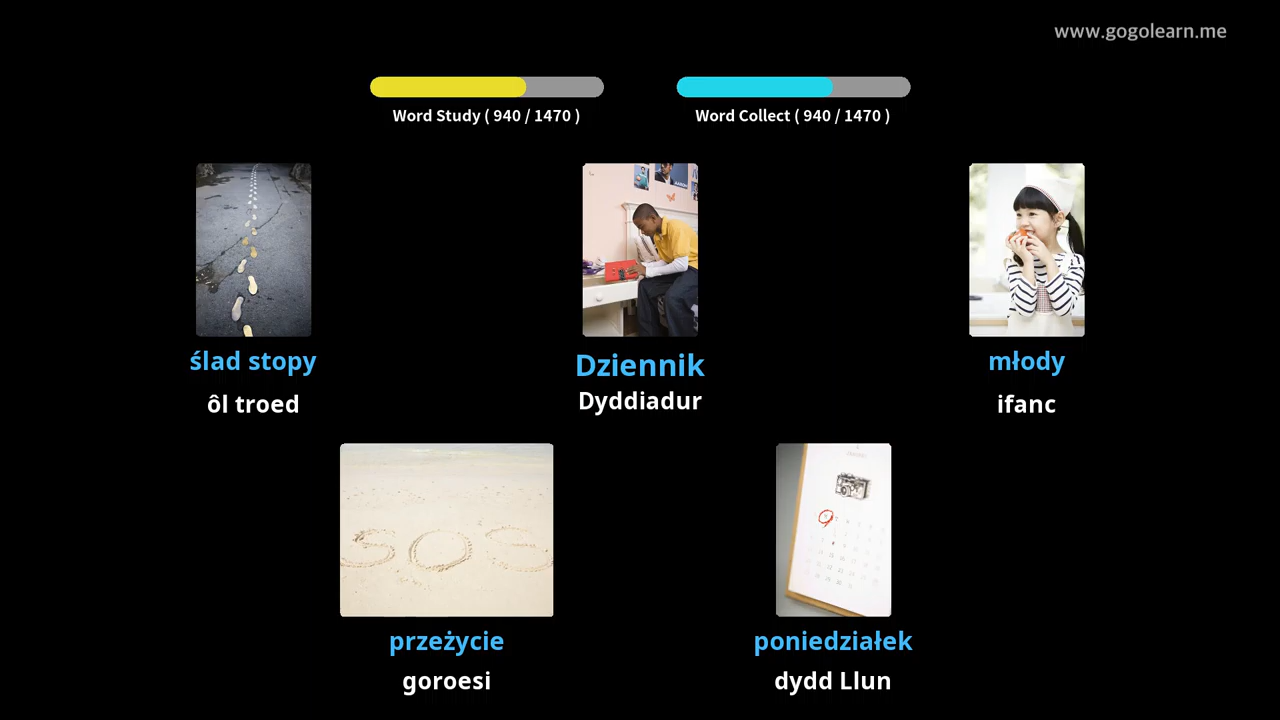 www.gogolearn.me
Word Study ( 940 / 1470 )
Word Collect ( 940 / 1470 )
ślad stopy
ôl troed
Dziennik
Dyddiadur
młody
ifanc
SOS
przeżycie
goroesi
poniedziałek
dydd Llun